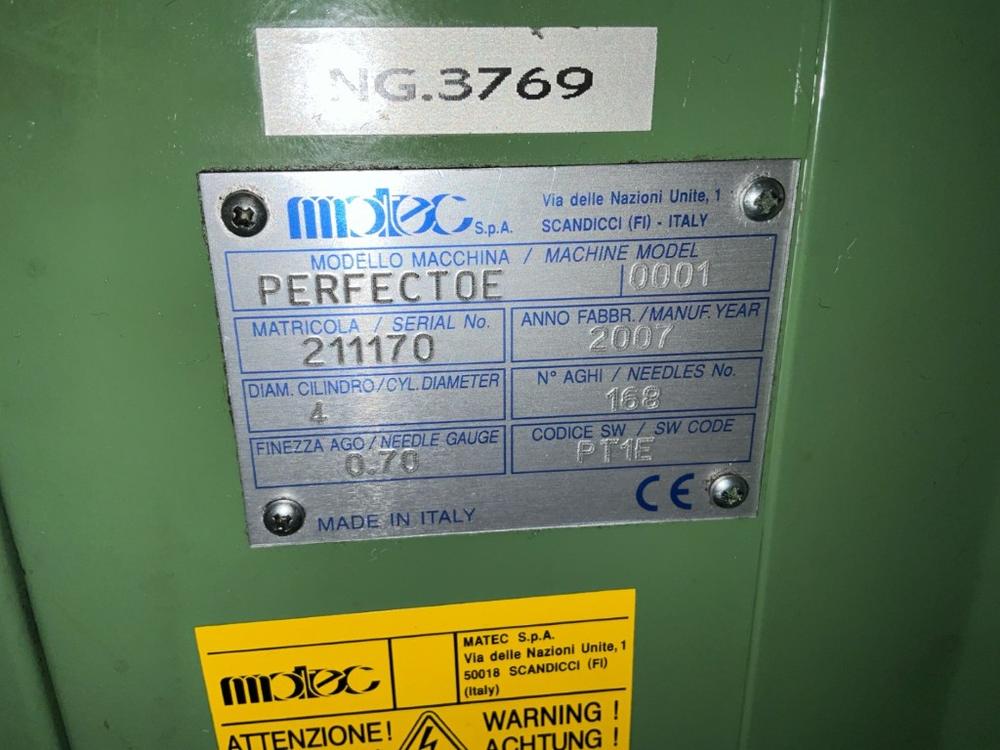 NG.3769
matec S.p.A.
Via delle Nazioni Unite, 1
SCANDICCI (FI) - ITALY
MODELLO MACCHINA / MACHINE MODEL
PERFECTOE 0001
MATRICOLA / SERIAL No.
211170
ANNO FABBR./MANUF. YEAR
2007
DIAM. CILINDRO/CYL. DIAMETER
4
N° AGHI / NEEDLES No.
168
FINEZZA AGO/NEEDLE GAUGE
0.70
CODICE SW / SW CODE
PT1E
CE
MADE IN ITALY
matec
MATEC S.p.A.
Via delle Nazioni Unite, 1
50018 SCANDICCI (FI)
(Italy)
ATTENZIONE!
WARNING !
ACHTUNG !